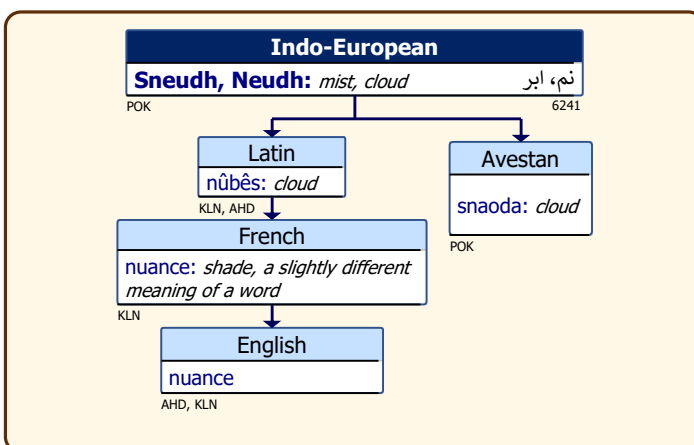 Indo-European
Sneudh, Neudh: mist, cloud نم، ابر
POK 6241
Latin
nûbês: cloud
KLN, AHD
Avestan
snaoda: cloud
POK
French
nuance: shade, a slightly different
meaning of a word
KLN
English
nuance
AHD, KLN